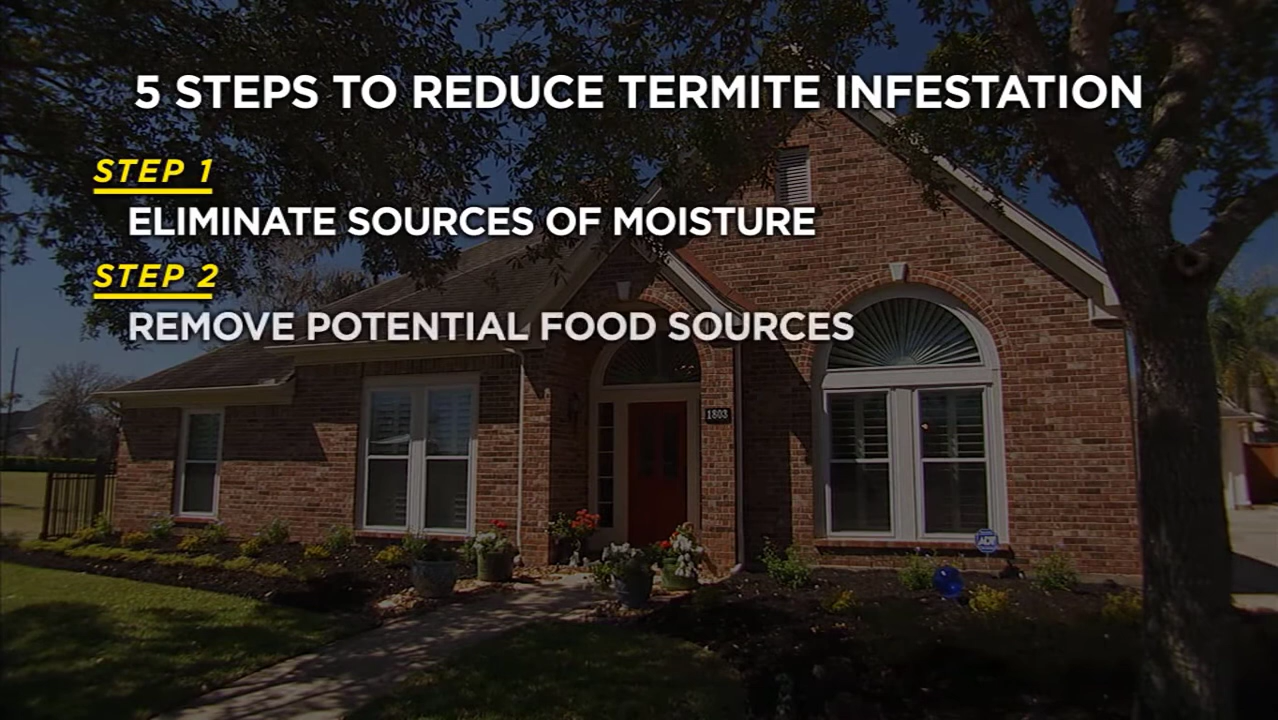 5 STEPS TO REDUCE TERMITE INFESTATION
STEP 1
ELIMINATE SOURCES OF MOISTURE
STEP 2
REMOVE POTENTIAL FOOD SOURCES
1803
ADT